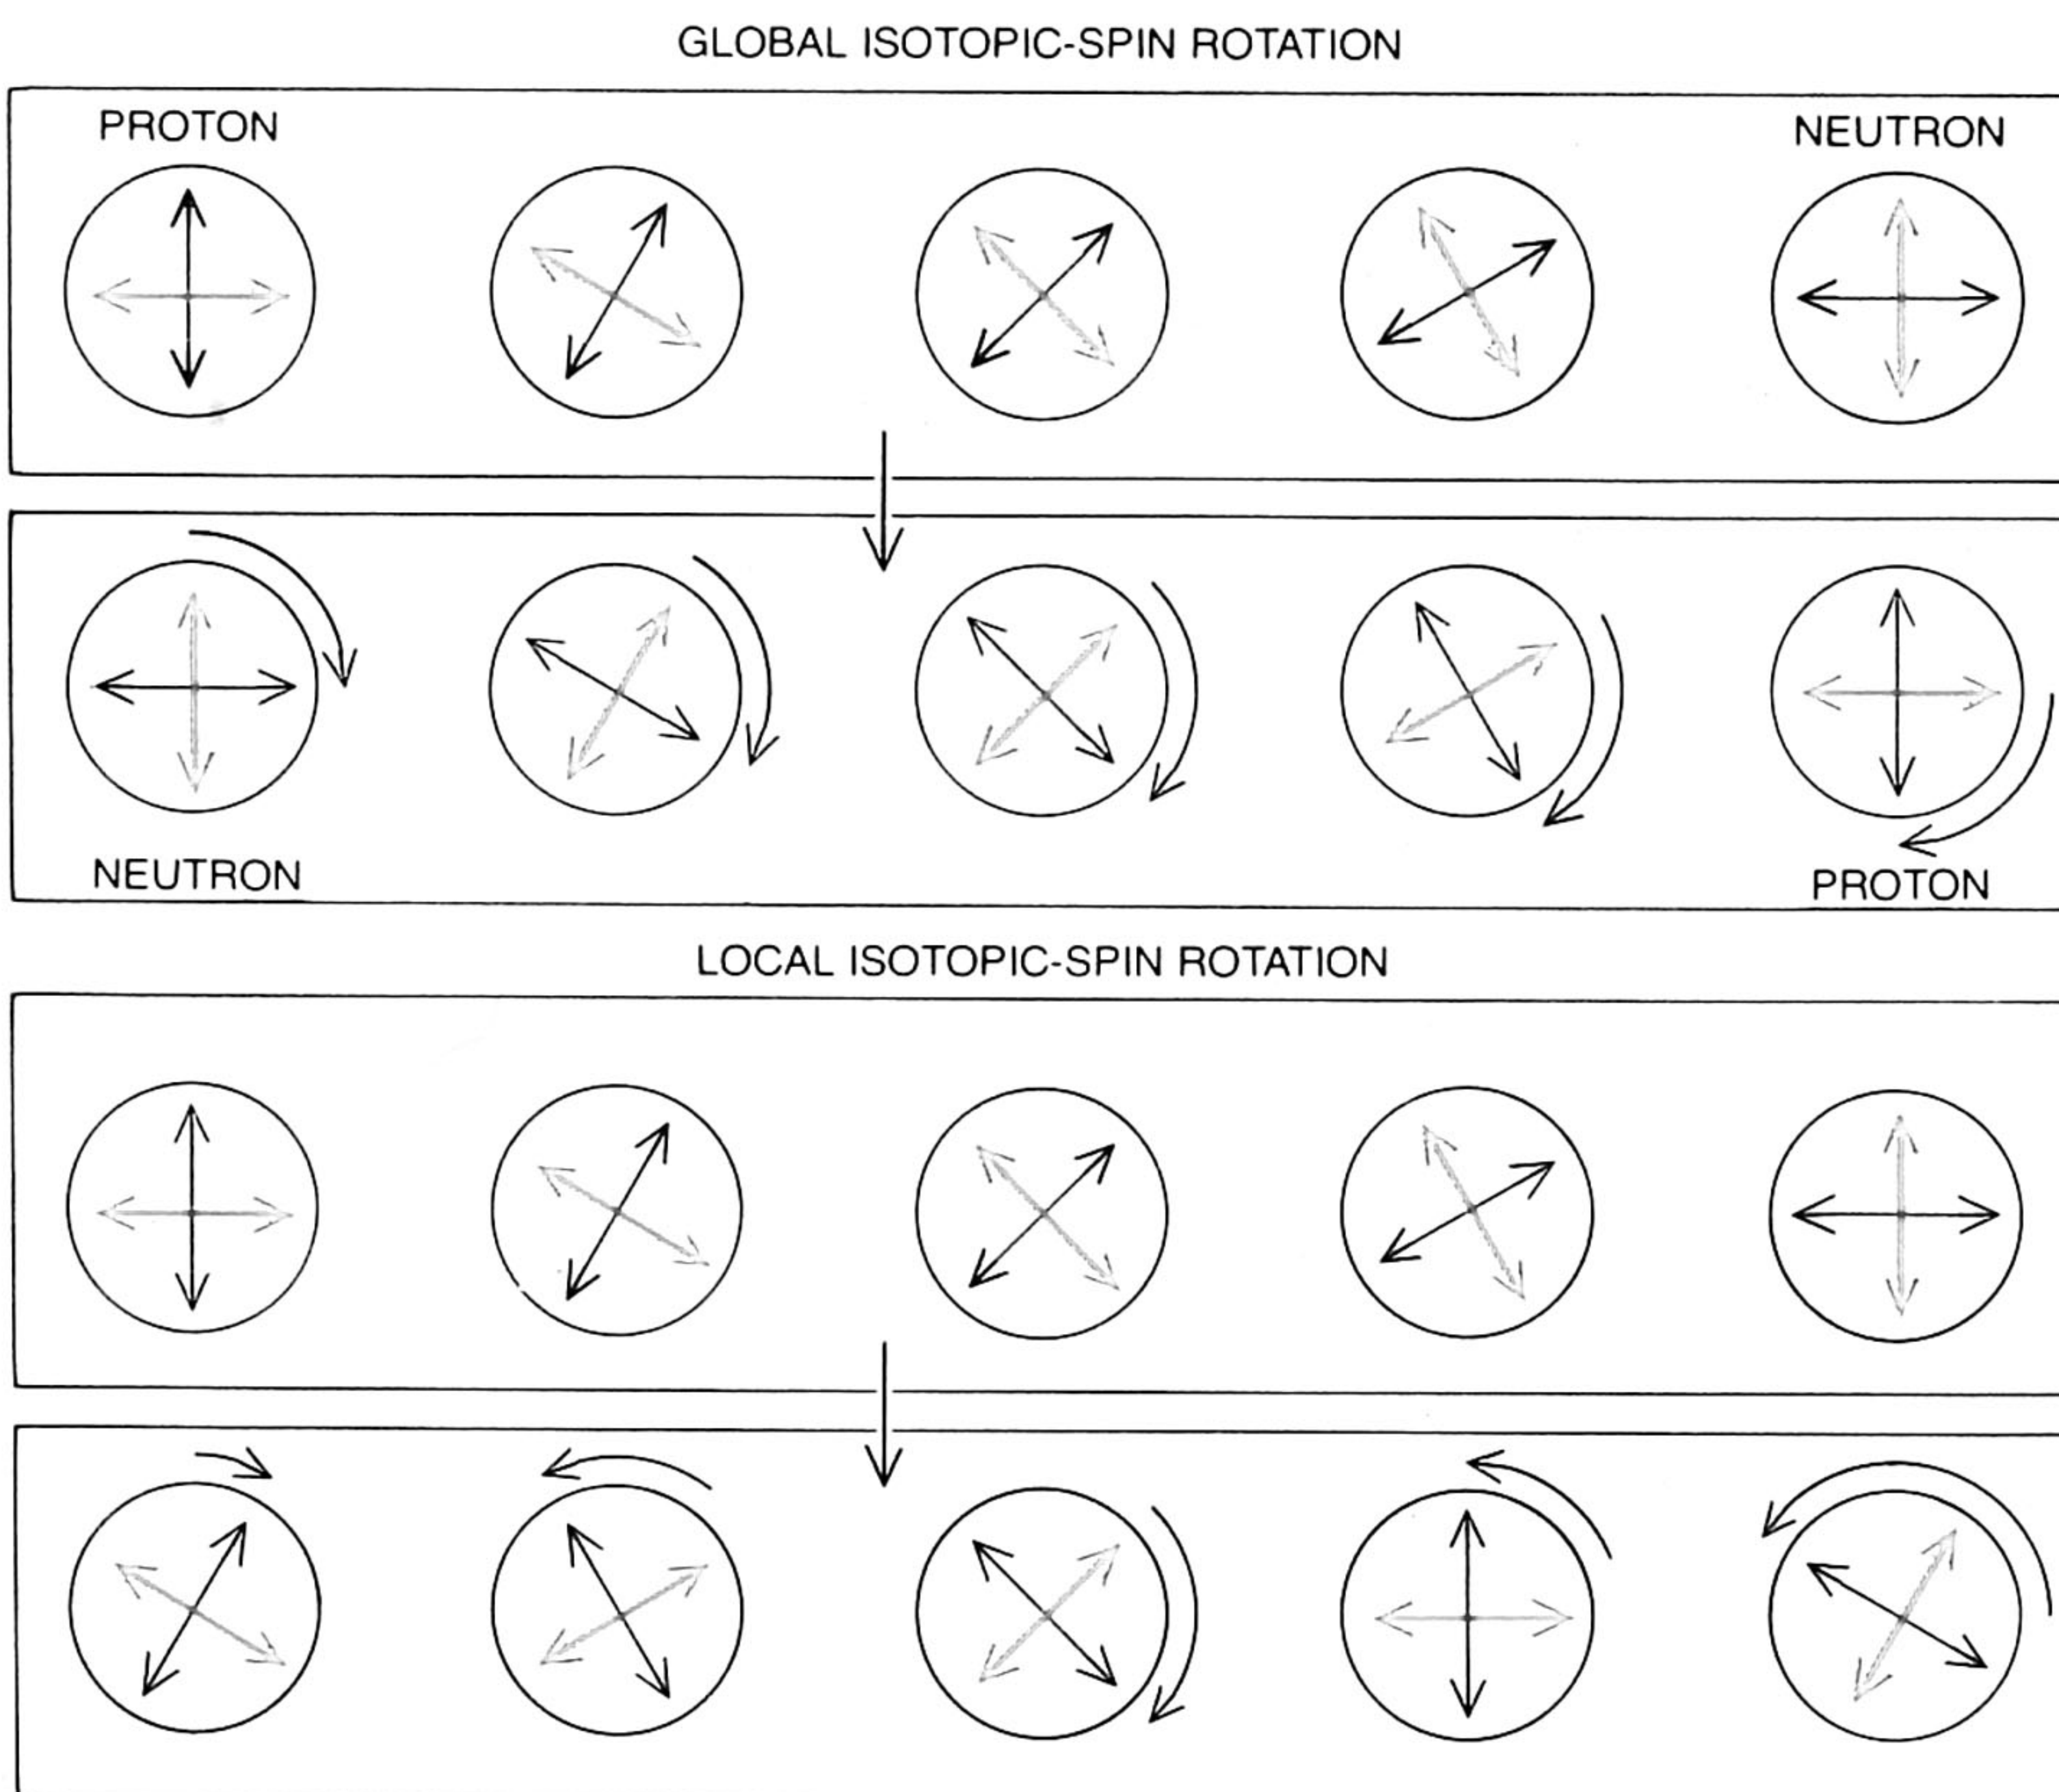 GLOBAL ISOTOPIC-SPIN ROTATION
PROTON
NEUTRON
NEUTRON
PROTON
LOCAL ISOTOPIC-SPIN ROTATION